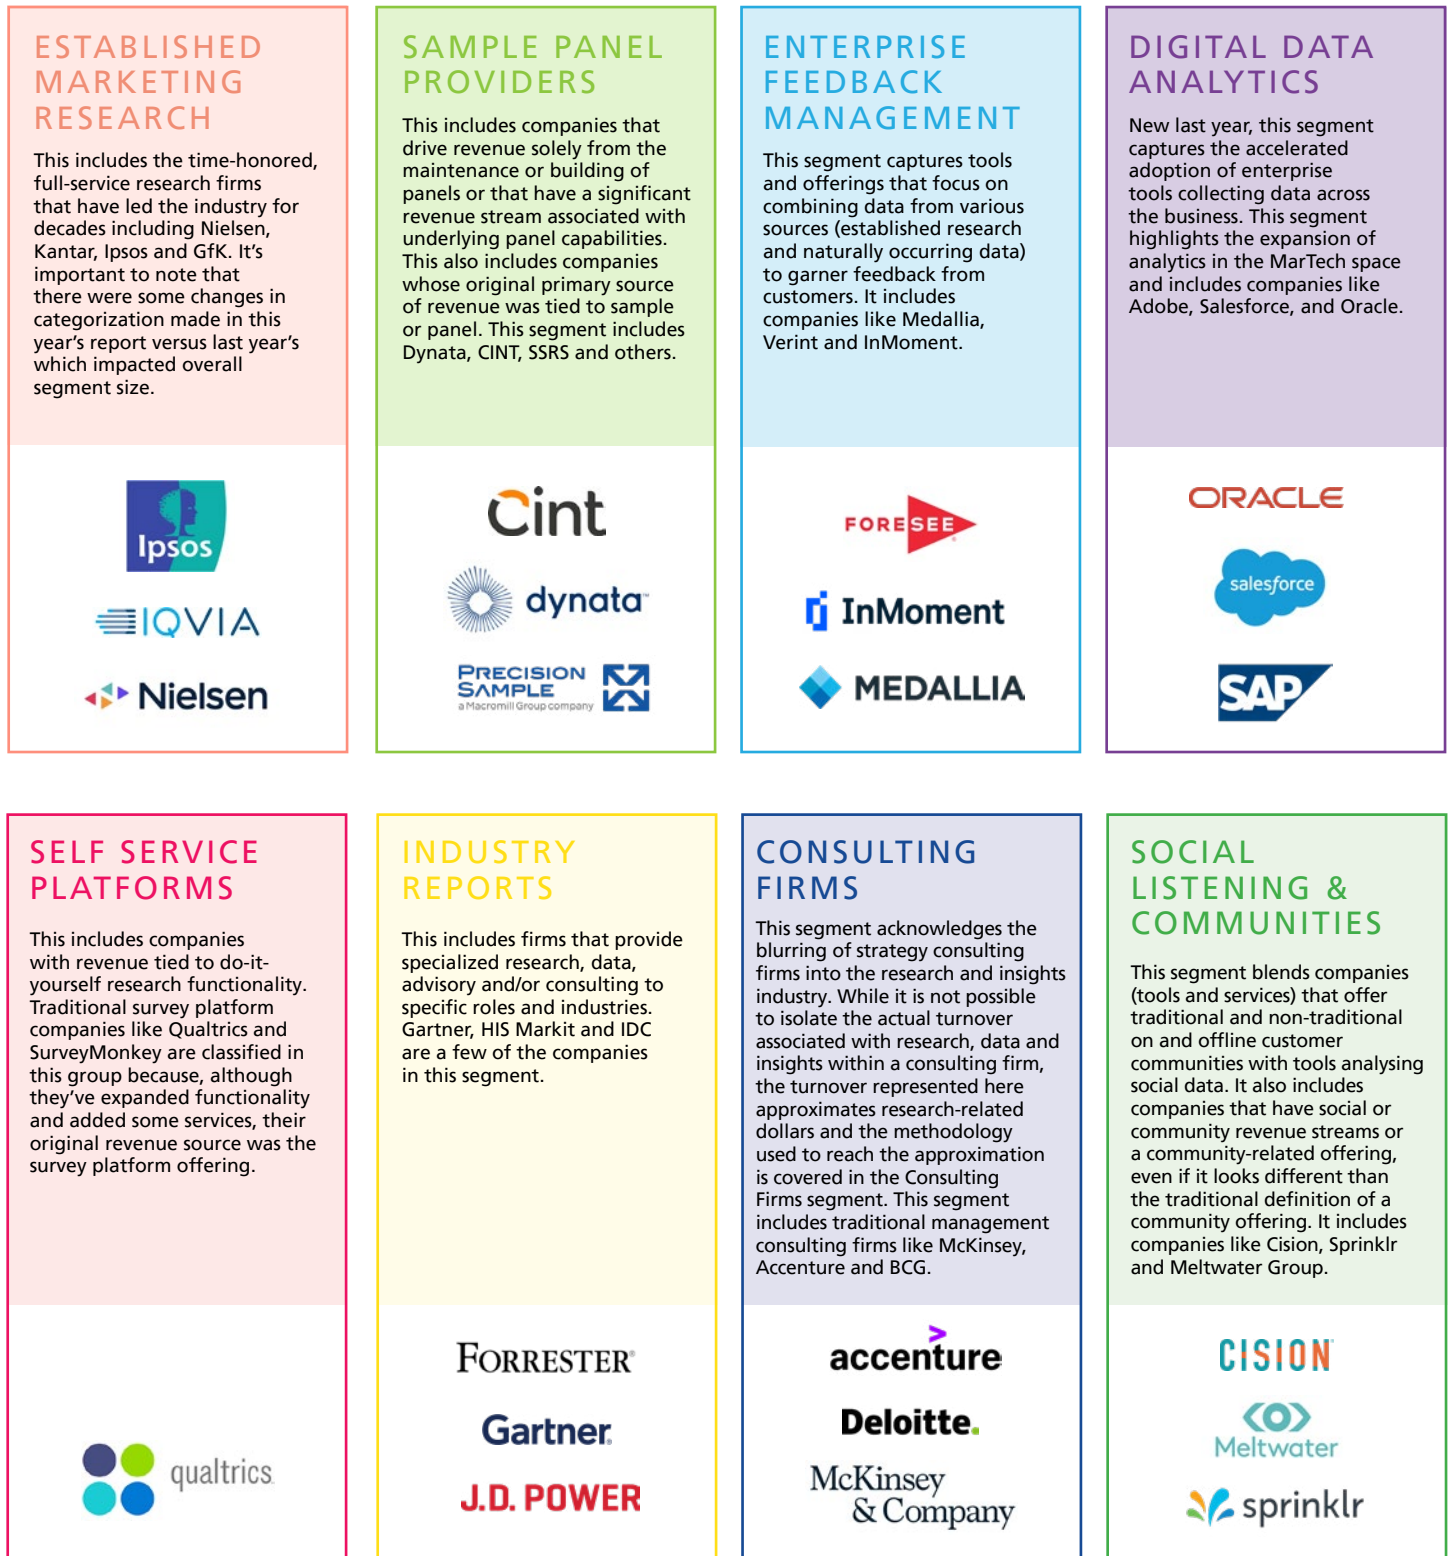 ESTABLISHED
MARKETING
RESEARCH
This includes the time-honored,
full-service research firms
that have led the industry for
decades including Nielsen,
Kantar, Ipsos and GfK. It’s
important to note that
there were some changes in
categorization made in this
year’s report versus last year’s
which impacted overall
segment size.
Ipsos
IQVIA
Nielsen
SAMPLE PANEL
PROVIDERS
This includes companies that
drive revenue solely from the
maintenance or building of
panels or that have a significant
revenue stream associated with
underlying panel capabilities.
This also includes companies
whose original primary source
of revenue was tied to sample
or panel. This segment includes
Dynata, CINT, SSRS and others.
Cint
dynata™
PRECISION
SAMPLE
a Macromill Group company
ENTERPRISE
FEEDBACK
MANAGEMENT
This segment captures tools
and offerings that focus on
combining data from various
sources (established research
and naturally occurring data)
to garner feedback from
customers. It includes
companies like Medallia,
Verint and InMoment.
FORESEE®
InMoment
MEDALLIA
DIGITAL DATA
ANALYTICS
New last year, this segment
captures the accelerated
adoption of enterprise
tools collecting data across
the business. This segment
highlights the expansion of
analytics in the MarTech space
and includes companies like
Adobe, Salesforce, and Oracle.
ORACLE
salesforce
SAP
SELF SERVICE
PLATFORMS
This includes companies
with revenue tied to do-it-
yourself research functionality.
Traditional survey platform
companies like Qualtrics and
SurveyMonkey are classified in
this group because, although
they’ve expanded functionality
and added some services, their
original revenue source was the
survey platform offering.
qualtrics
INDUSTRY
REPORTS
This includes firms that provide
specialized research, data,
advisory and/or consulting to
specific roles and industries.
Gartner, HIS Markit and IDC
are a few of the companies
in this segment.
FORRESTER®
Gartner
J.D. POWER
CONSULTING
FIRMS
This segment acknowledges the
blurring of strategy consulting
firms into the research and insights
industry. While it is not possible
to isolate the actual turnover
associated with research, data and
insights within a consulting firm,
the turnover represented here
approximates research-related
dollars and the methodology
used to reach the approximation
is covered in the Consulting
Firms segment. This segment
includes traditional management
consulting firms like McKinsey,
Accenture and BCG.
accenture
Deloitte.
McKinsey
& Company
SOCIAL
LISTENING &
COMMUNITIES
This segment blends companies
(tools and services) that offer
traditional and non-traditional
on and offline customer
communities with tools analysing
social data. It also includes
companies that have social or
community revenue streams or
a community-related offering,
even if it looks different than
the traditional definition of a
community offering. It includes
companies like Cision, Sprinklr
and Meltwater Group.
CISION
Meltwater
sprinklr